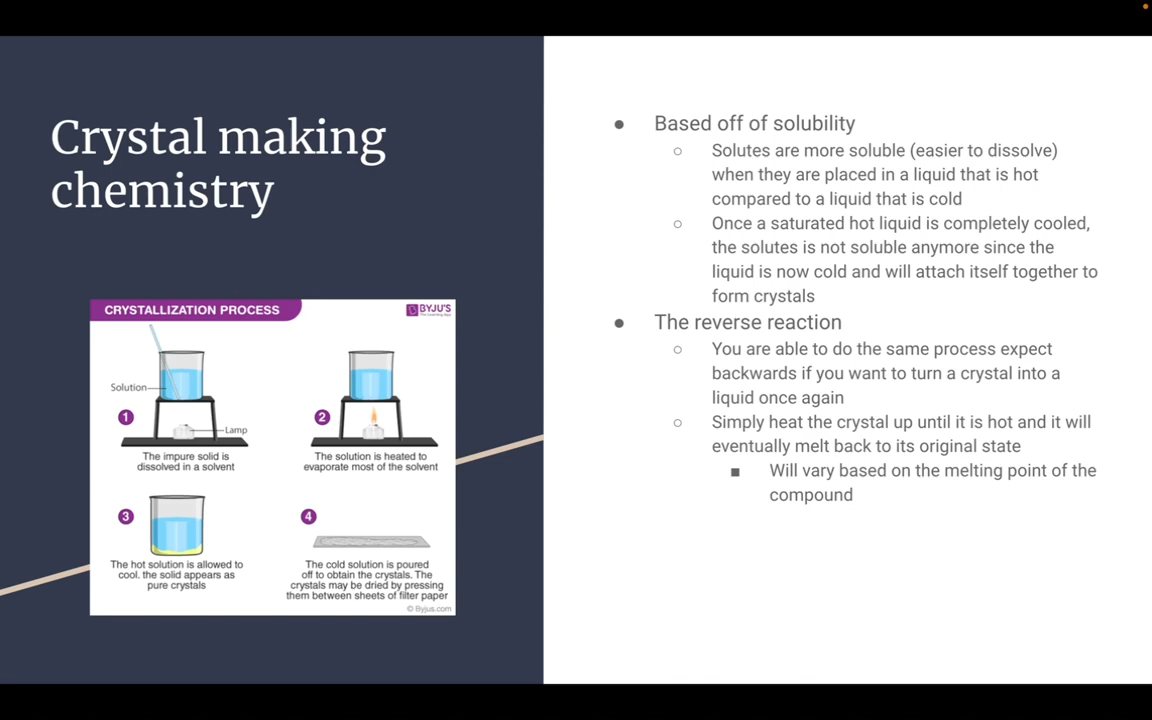 Crystal making
chemistry
CRYSTALLIZATION PROCESS
BYJU'S
The Learning App
Solution
Lamp
1
The impure solid is
dissolved in a solvent
2
The solution is heated to
evaporate most of the solvent
3
The hot solution is allowed to
cool. the solid appears as
pure crystals
4
The cold solution is poured
off to obtain the crystals. The
crystals may be dried by pressing
them between sheets of filter paper
© Byjus.com
● Based off of solubility
○ Solutes are more soluble (easier to dissolve)
when they are placed in a liquid that is hot
compared to a liquid that is cold
○ Once a saturated hot liquid is completely cooled,
the solutes is not soluble anymore since the
liquid is now cold and will attach itself together to
form crystals
● The reverse reaction
○ You are able to do the same process expect
backwards if you want to turn a crystal into a
liquid once again
○ Simply heat the crystal up until it is hot and it will
eventually melt back to its original state
■ Will vary based on the melting point of the
compound